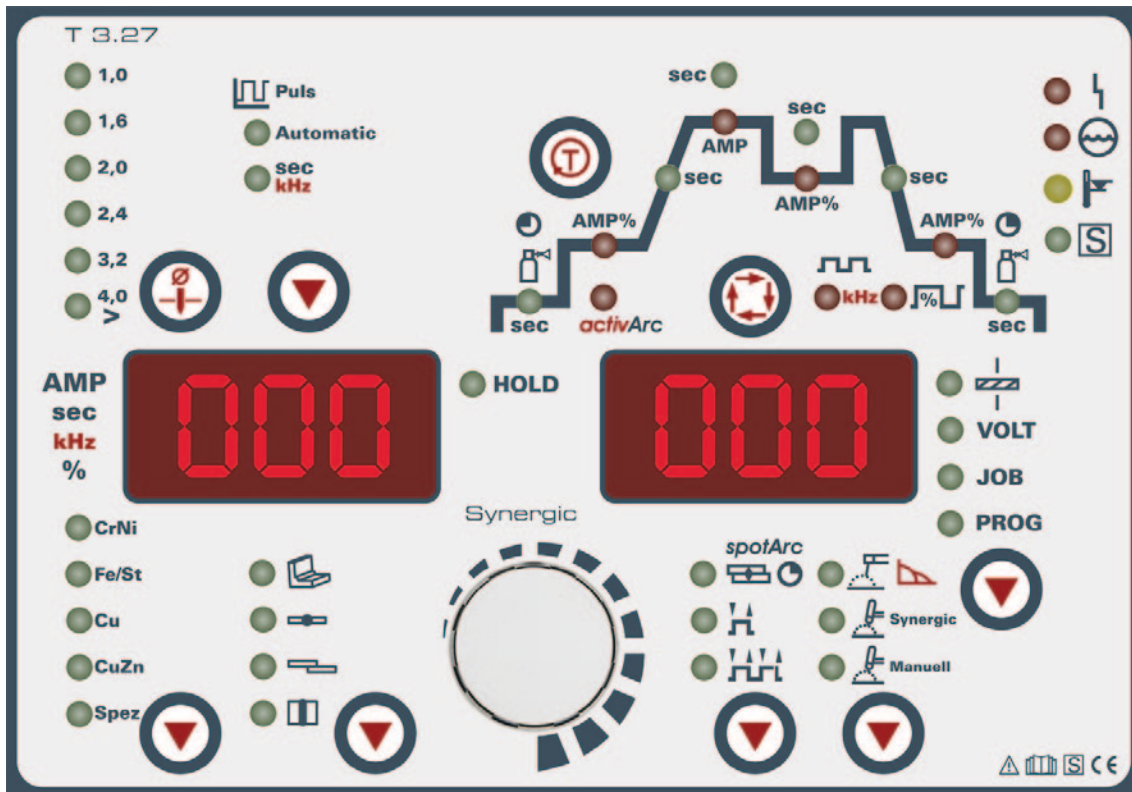 T 3.27
1,0
1,6
2,0
2,4
3,2
4,0
>
Puls
Automatic
sec
kHz
Ø
T
sec
AMP
sec
sec
AMP%
sec
AMP%
AMP%
sec
activArc
kHz
%
sec
S
AMP
sec
kHz
%
000
HOLD
000
VOLT
JOB
PROG
CrNi
Fe/St
Cu
CuZn
Spez
Synergic
spotArc
Synergic
Manuell
S CE